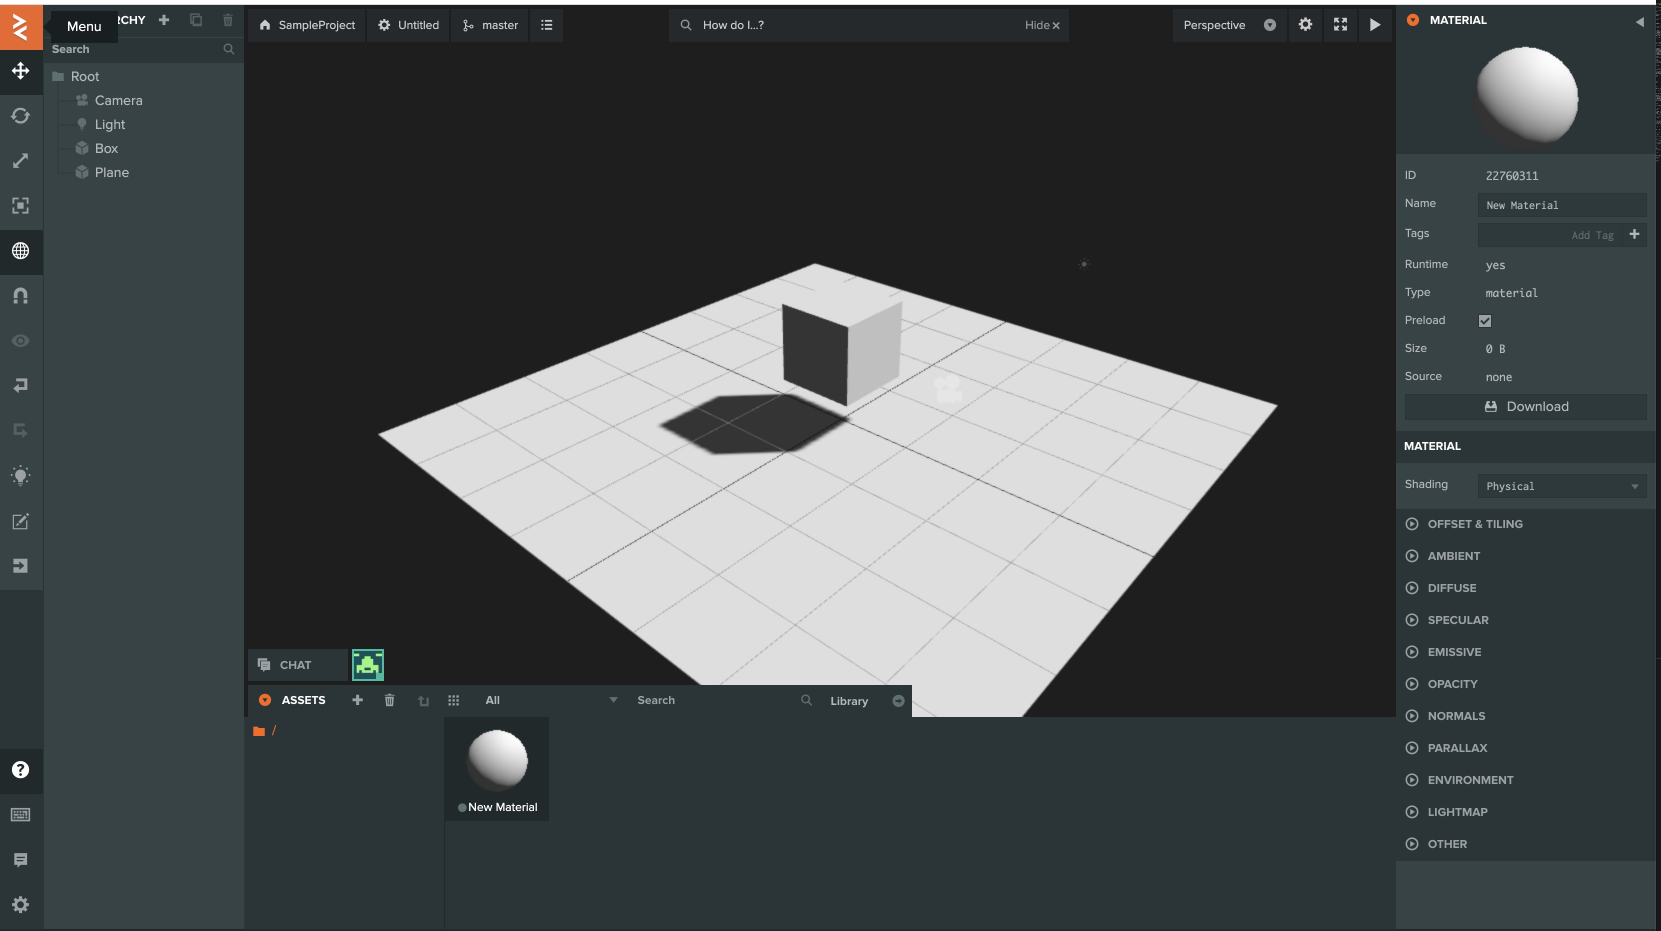 Menu
RCHY
SampleProject
Untitled
master
How do I...?
Hide
Perspective
MATERIAL
Search
Root
Camera
Light
Box
Plane
ID
22760311
Name
New Material
Tags
Add Tag
Runtime
yes
Type
material
Preload
Size
0 B
Source
none
Download
MATERIAL
Shading
Physical
OFFSET & TILING
AMBIENT
DIFFUSE
SPECULAR
EMISSIVE
OPACITY
NORMALS
PARALLAX
ENVIRONMENT
LIGHTMAP
OTHER
CHAT
ASSETS
All
Search
Library
/
New Material